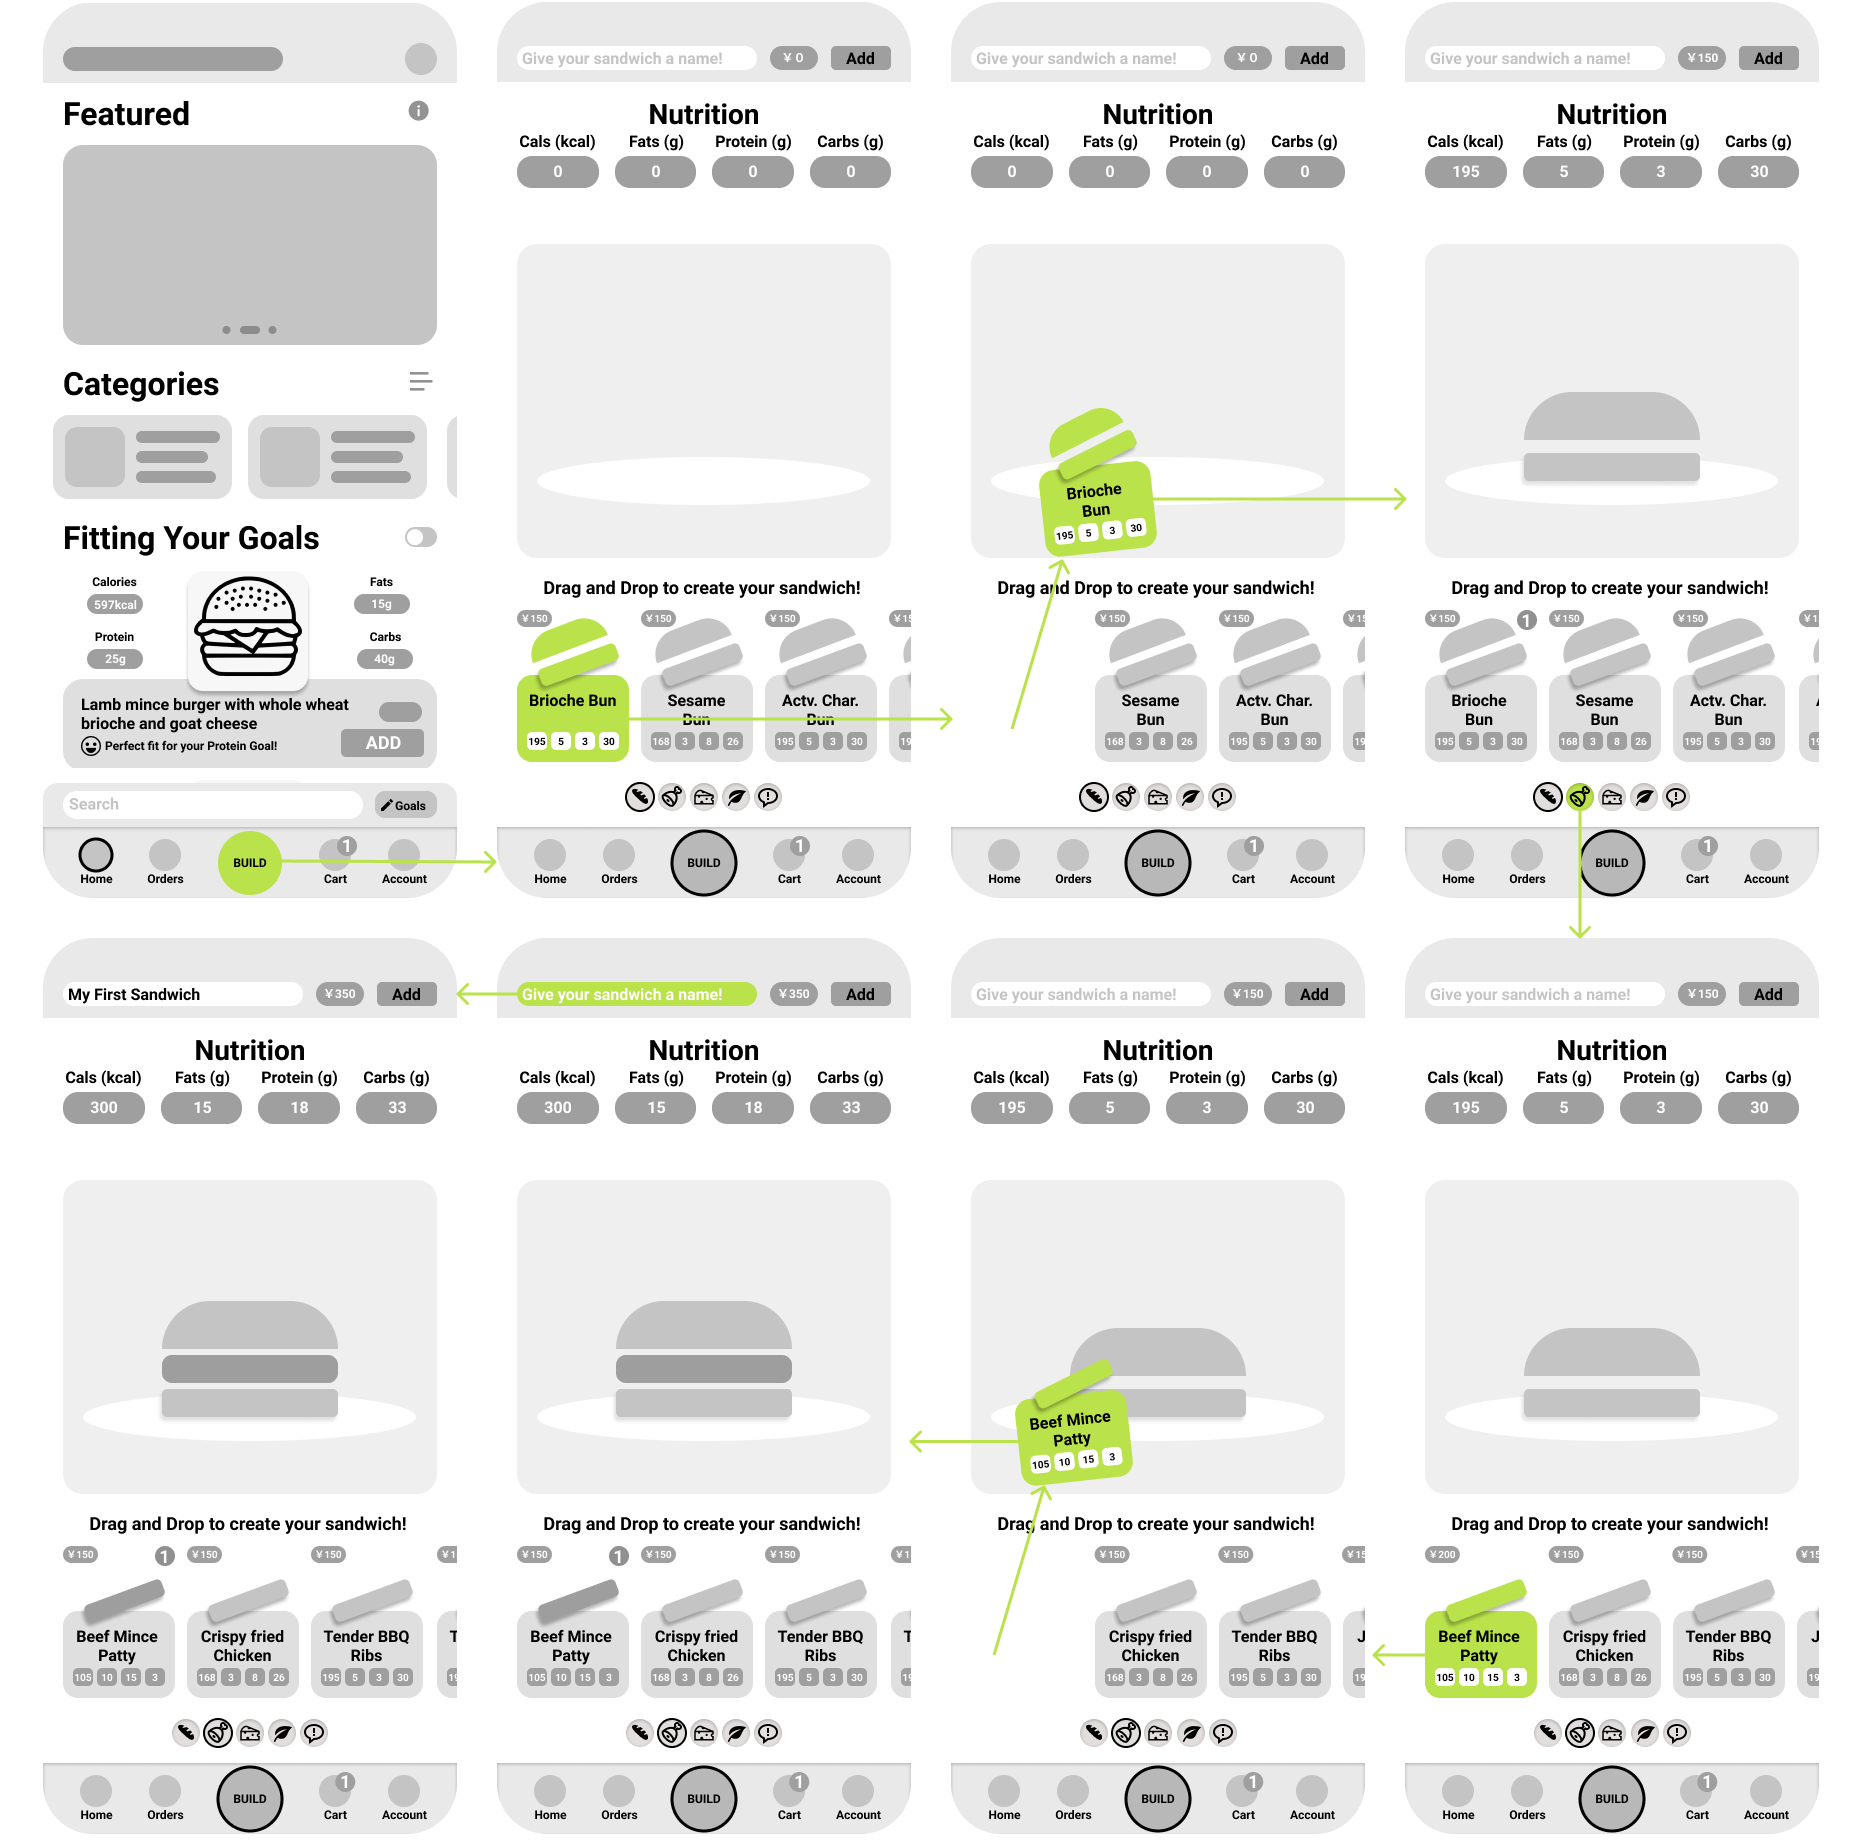 Featured
Categories
Fitting Your Goals
Calories
597kcal
Fats
15g
Protein
25g
Carbs
40g
Lamb mince burger with whole wheat
brioche and goat cheese
Perfect fit for your Protein Goal!
ADD
Search
Goals
Home Orders BUILD 1 Cart Account
Give your sandwich a name! ¥ 0 Add
Nutrition
Cals (kcal) Fats (g) Protein (g) Carbs (g)
0 0 0 0
Drag and Drop to create your sandwich!
¥150 ¥150 ¥150 ¥15
Brioche Bun
195 5 3 30
Sesame
Bun
168 3 8 26
Actv. Char.
Bun
195 5 3 30
19
Home Orders BUILD 1 Cart Account
Give your sandwich a name! ¥ 0 Add
Nutrition
Cals (kcal) Fats (g) Protein (g) Carbs (g)
0 0 0 0
Brioche
Bun
195 5 3 30
Drag and Drop to create your sandwich!
¥150 ¥150 ¥15
Sesame
Bun
168 3 8 26
Actv. Char.
Bun
195 5 3 30
19
Home Orders BUILD 1 Cart Account
Give your sandwich a name! ¥150 Add
Nutrition
Cals (kcal) Fats (g) Protein (g) Carbs (g)
195 5 3 30
Drag and Drop to create your sandwich!
¥150 1 ¥150 ¥150 ¥1
Brioche
Bun
195 5 3 30
Sesame
Bun
168 3 8 26
Actv. Char.
Bun
195 5 3 30
19
Home Orders BUILD 1 Cart Account
My First Sandwich ¥350 Add
Nutrition
Cals (kcal) Fats (g) Protein (g) Carbs (g)
300 15 18 33
Drag and Drop to create your sandwich!
¥150 1 ¥150 ¥150 ¥1
Beef Mince
Patty
105 10 15 3
Crispy fried
Chicken
168 3 8 26
Tender BBQ
Ribs
195 5 3 30
T
19
Home Orders BUILD 1 Cart Account
Give your sandwich a name! ¥350 Add
Nutrition
Cals (kcal) Fats (g) Protein (g) Carbs (g)
300 15 18 33
Drag and Drop to create your sandwich!
¥150 1 ¥150 ¥150 ¥1
Beef Mince
Patty
105 10 15 3
Crispy fried
Chicken
168 3 8 26
Tender BBQ
Ribs
195 5 3 30
T
19
Home Orders BUILD 1 Cart Account
Give your sandwich a name! ¥150 Add
Nutrition
Cals (kcal) Fats (g) Protein (g) Carbs (g)
195 5 3 30
Beef Mince
Patty
105 10 15 3
Drag and Drop to create your sandwich!
¥150 ¥150 ¥15
Crispy fried
Chicken
168 3 8 26
Tender BBQ
Ribs
195 5 3 30
J
19
Home Orders BUILD 1 Cart Account
Give your sandwich a name! ¥150 Add
Nutrition
Cals (kcal) Fats (g) Protein (g) Carbs (g)
195 5 3 30
Drag and Drop to create your sandwich!
¥200 ¥150 ¥150 ¥15
Beef Mince
Patty
105 10 15 3
Crispy fried
Chicken
168 3 8 26
Tender BBQ
Ribs
195 5 3 30
J
19
Home Orders BUILD 1 Cart Account